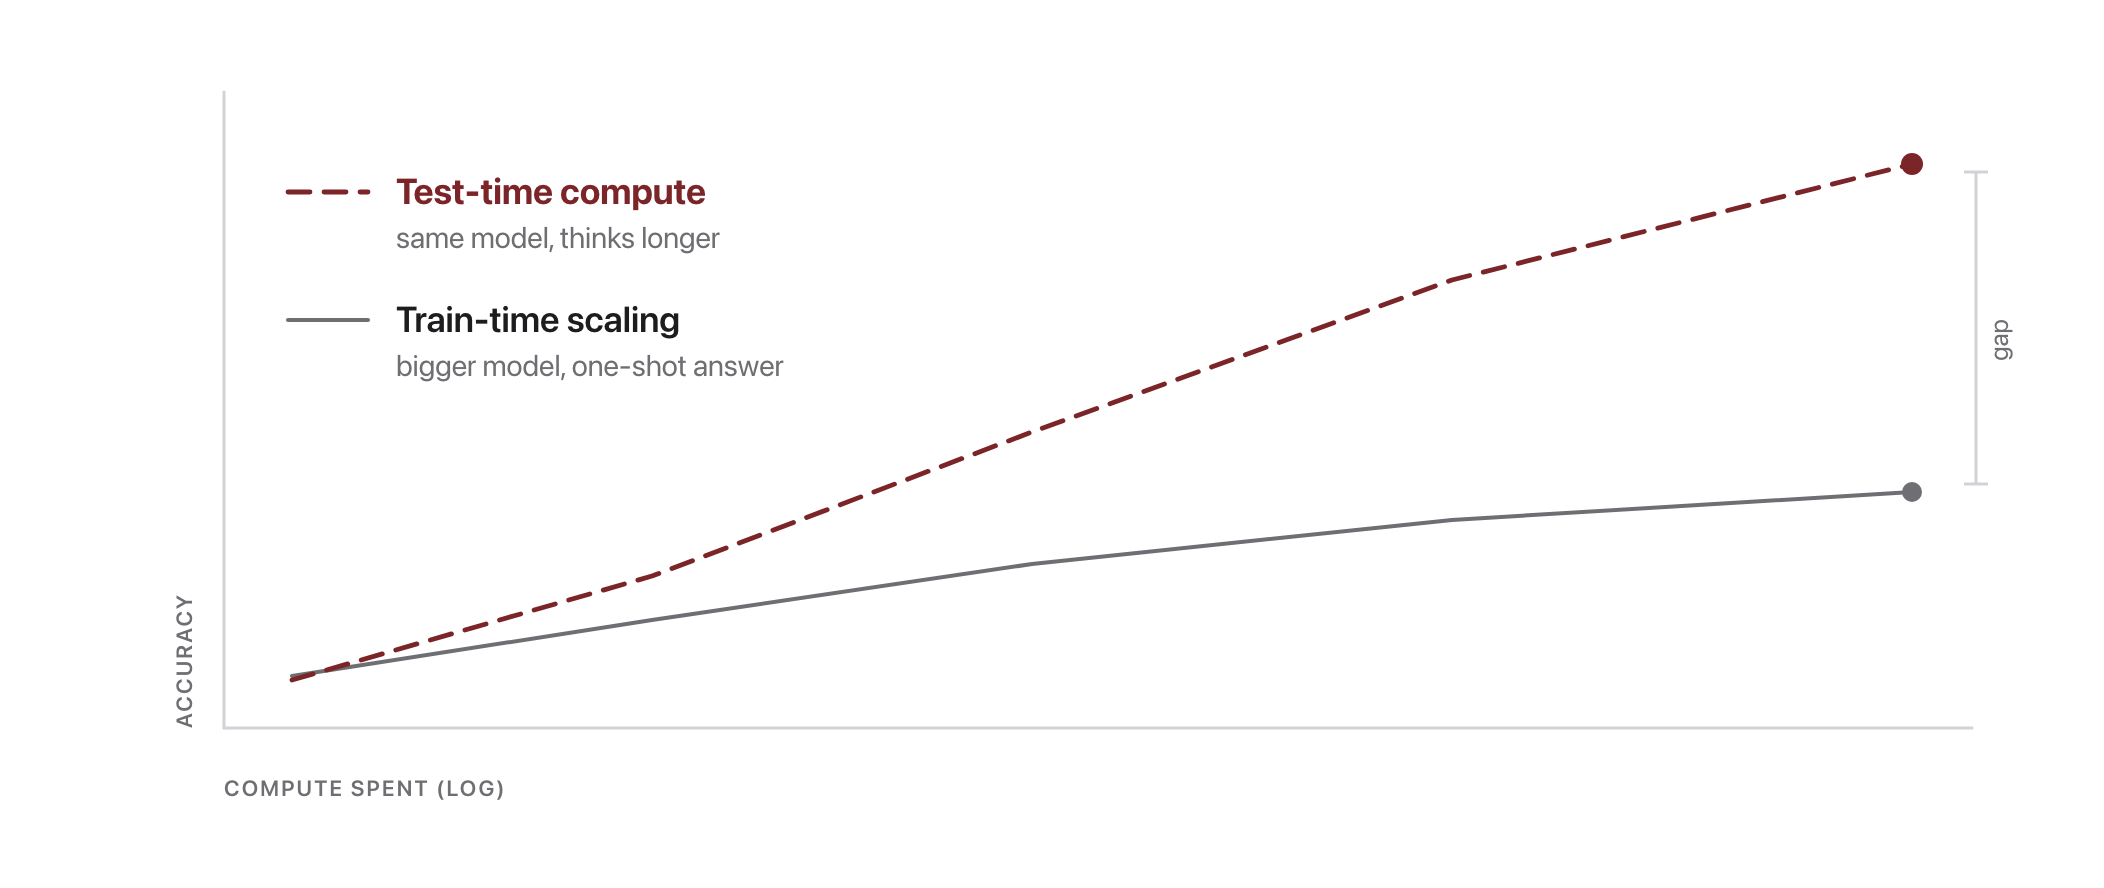 Test-time compute
same model, thinks longer
Train-time scaling
bigger model, one-shot answer
gap
ACCURACY
COMPUTE SPENT (LOG)